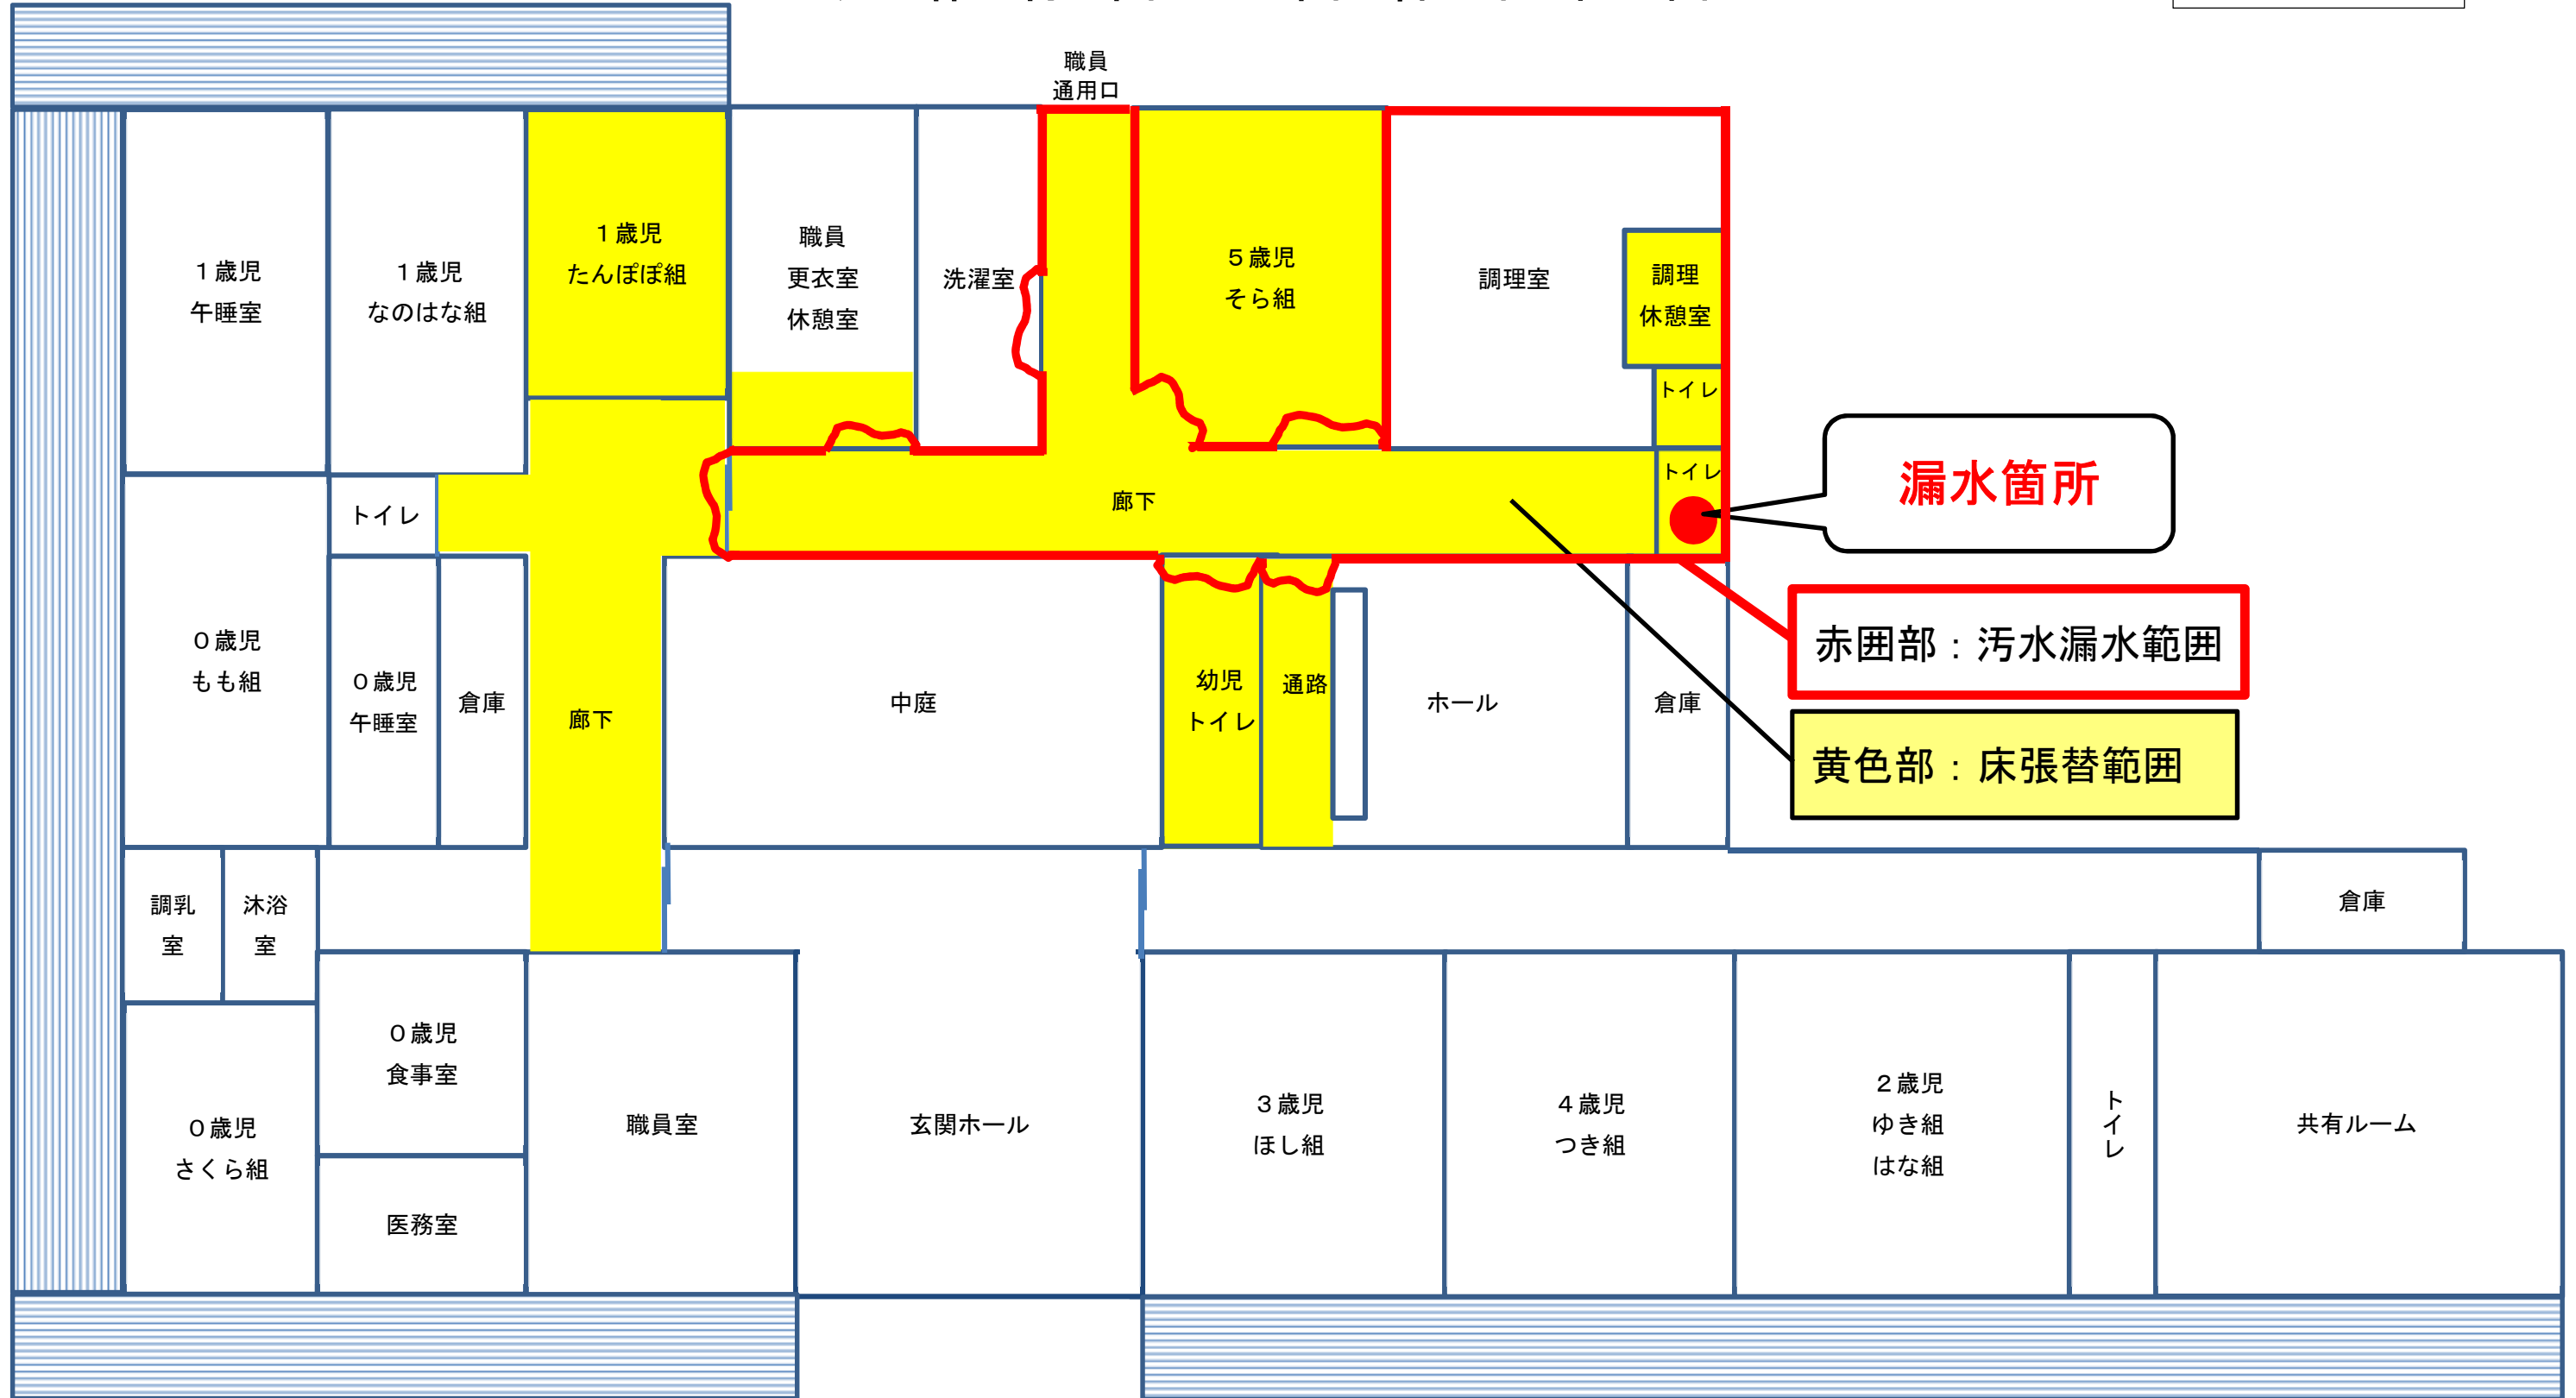 職員
通用口
１歳児
午睡室
１歳児
なのはな組
１歳児
たんぽぽ組
職員
更衣室
休憩室
洗濯室
５歳児
そら組
調理室
調理
休憩室
トイレ
トイレ
漏水箇所
トイレ
廊下
０歳児
もも組
０歳児
午睡室
倉庫
廊下
中庭
幼児
トイレ
通路
ホール
倉庫
赤囲部：汚水漏水範囲
黄色部：床張替範囲
調乳
室
沐浴
室
倉庫
０歳児
さくら組
０歳児
食事室
医務室
職員室
玄関ホール
３歳児
ほし組
４歳児
つき組
２歳児
ゆき組
はな組
トイレ
共有ルーム